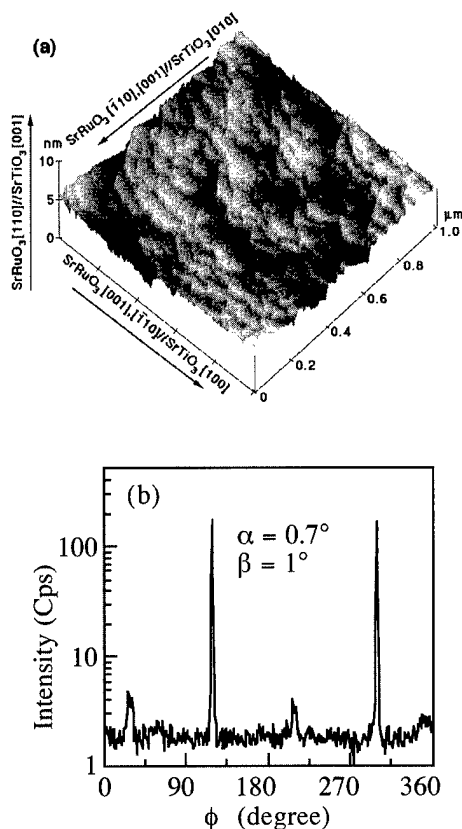 (a)
SrRuO₃ [1̄10],[001]//SrTiO₃ [010]
SrRuO₃[110]//SrTiO₃[001]
nm
10
5
0
SrRuO₃ [001],[1̄10]//SrTiO₃ [100]
μm
1.0
0.8
0.6
0.4
0.2
0
(b)
α = 0.7°
β = 1°
Intensity (Cps)
100
10
1
0 90 180 270 360
ϕ (degree)